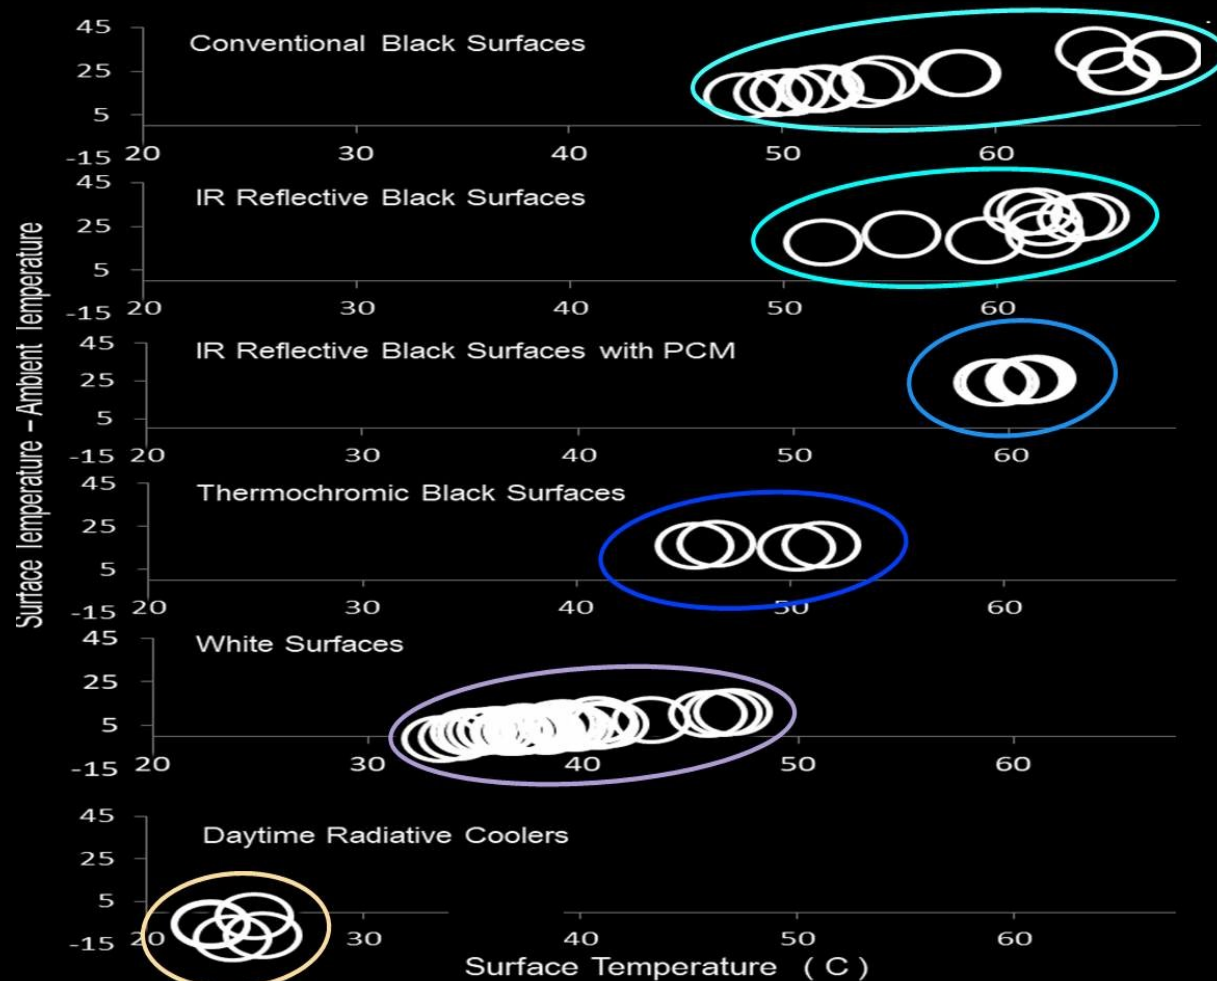 45
Conventional Black Surfaces
25
5
-15
20 30 40 50 60
45
IR Reflective Black Surfaces
25
5
-15
20 30 40 50 60
45
IR Reflective Black Surfaces with PCM
25
5
-15
20 30 40 50 60
45
Thermochromic Black Surfaces
25
5
-15
20 30 40 50 60
45
White Surfaces
25
5
-15
20 30 40 50 60
45
Daytime Radiative Coolers
25
5
-15
20 30 40 50 60
Surface Temperature ( C )
Surface Temperature – Ambient Temperature